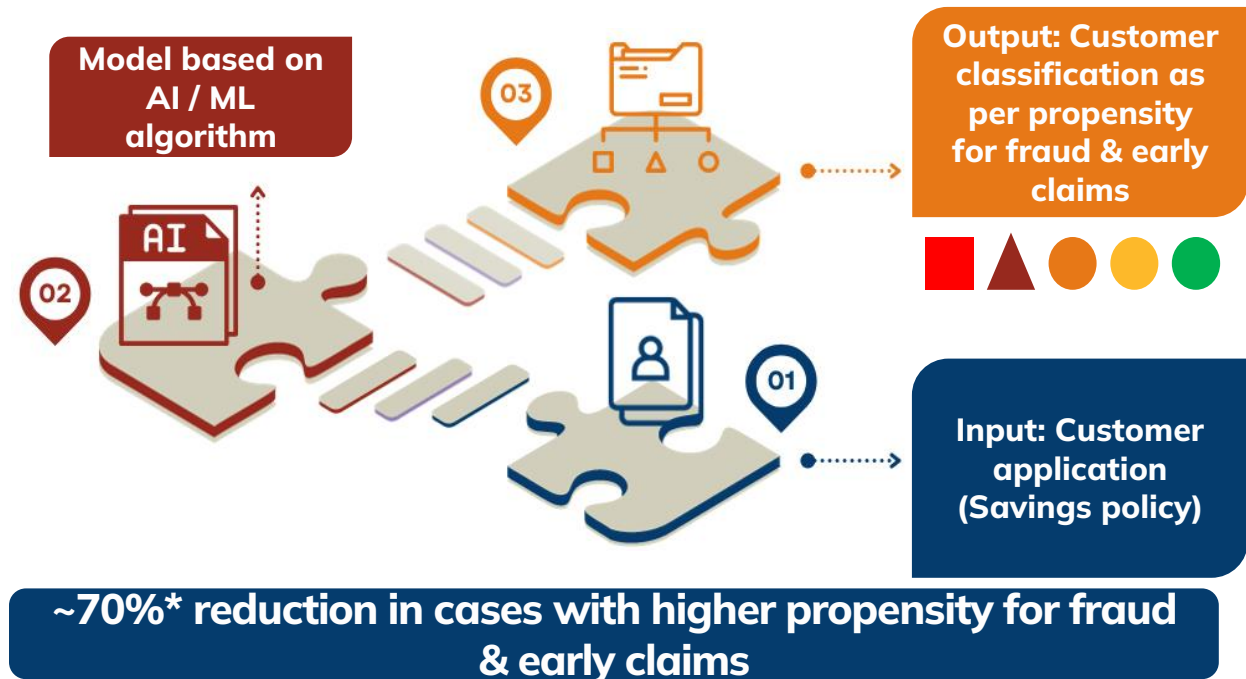 Model based on
AI / ML
algorithm
03
Output: Customer
classification as
per propensity
for fraud & early
claims
AI
02
01
Input: Customer
application
(Savings policy)
~70%* reduction in cases with higher propensity for fraud
& early claims